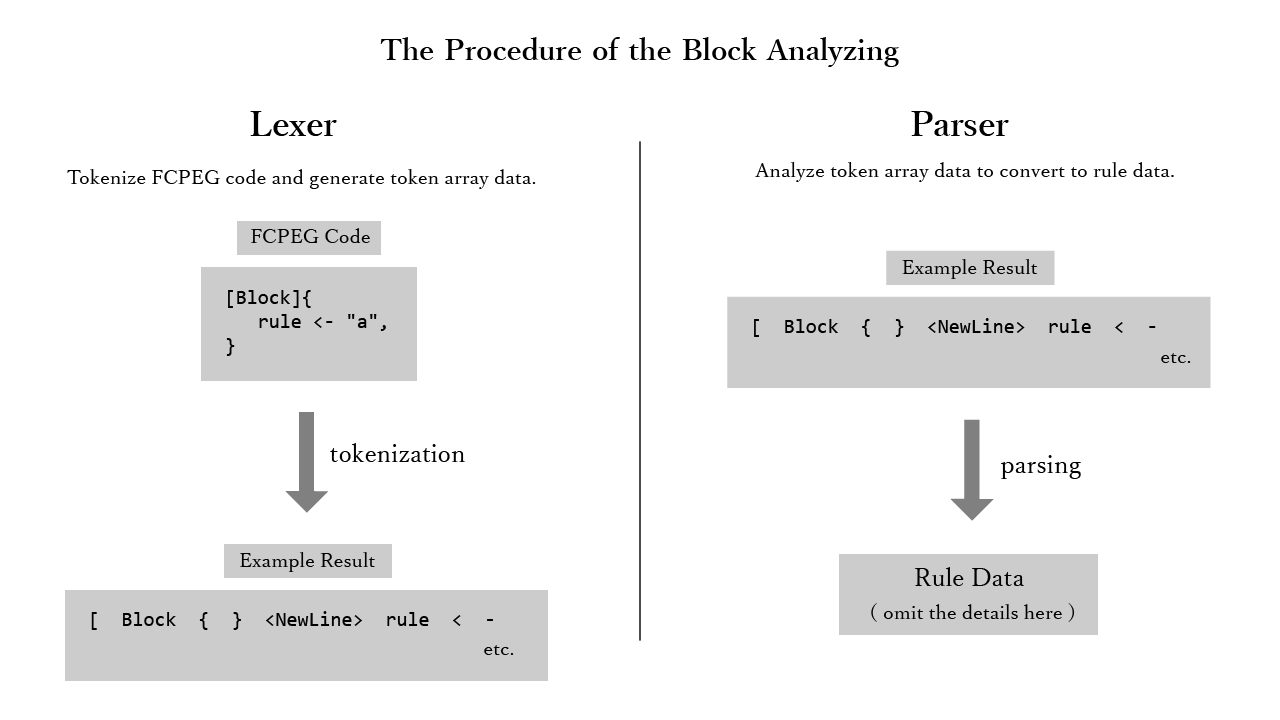 The Procedure of the Block Analyzing
Lexer
Tokenize FCPEG code and generate token array data.
FCPEG Code
[Block]{
rule <- "a",
}
tokenization
Example Result
[ Block { } <NewLine> rule < -
etc.
Parser
Analyze token array data to convert to rule data.
Example Result
[ Block { } <NewLine> rule < -
etc.
parsing
Rule Data
( omit the details here )